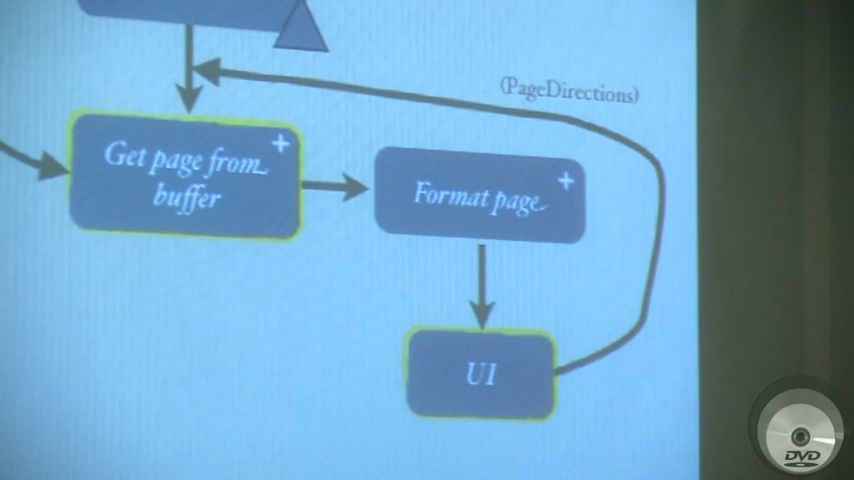 (PageDirections)
Get page from
buffer
+
Format page
+
UI
DVD